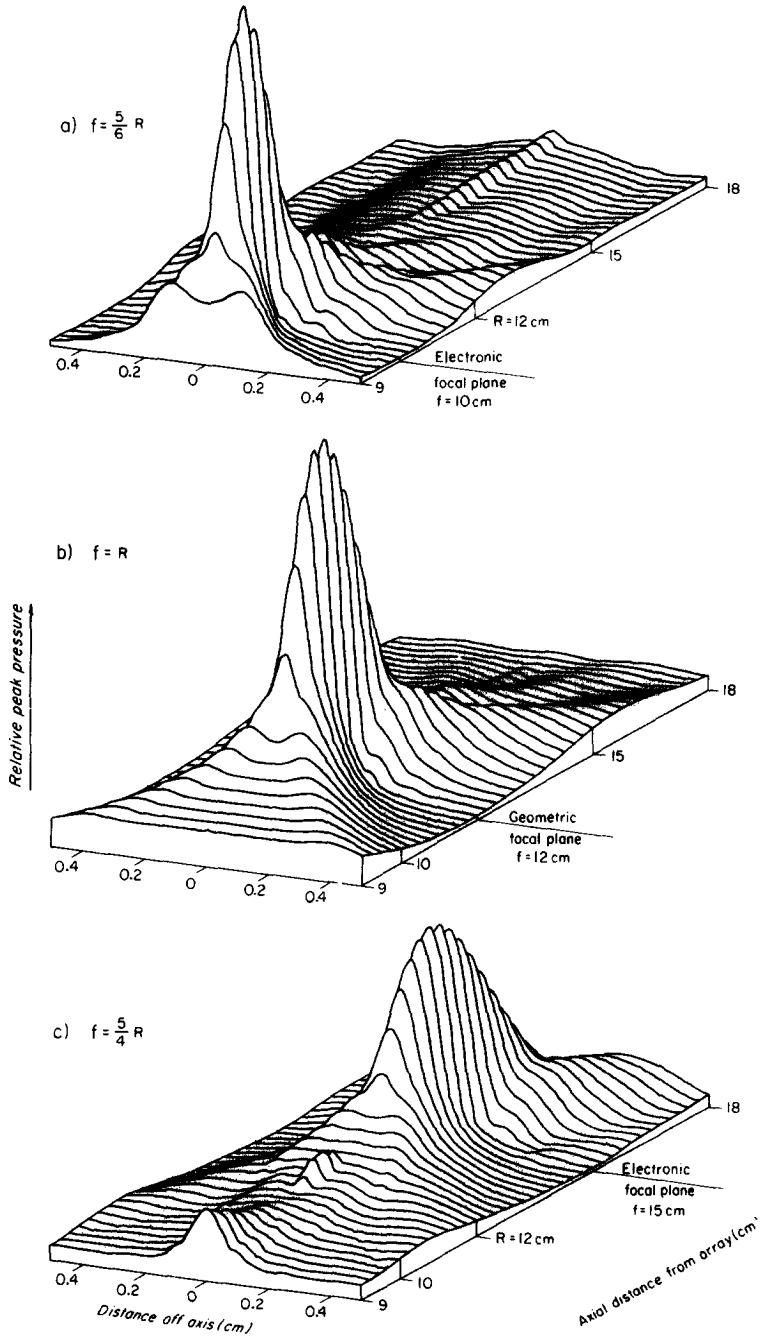 a) f = 5/6 R
18
15
R = 12 cm
Electronic
focal plane
f = 10 cm
9
0.4
0.2
0
0.2
0.4
b) f = R
18
15
Geometric
focal plane
f = 12 cm
10
9
0.4
0.2
0
0.2
0.4
Relative peak pressure
c) f = 5/4 R
18
Electronic
focal plane
f = 15 cm
R = 12 cm
10
9
0.4
0.2
0
0.2
0.4
Distance off axis (cm)
Axial distance from array (cm)